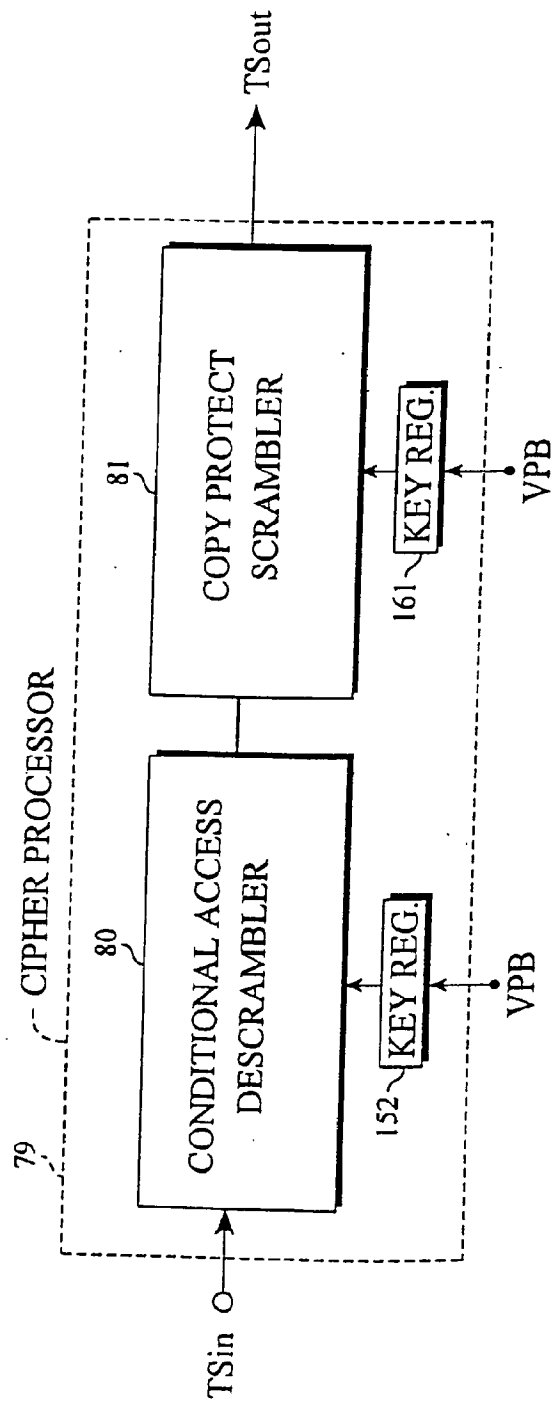 79
CIPHER PROCESSOR
TSin
80
CONDITIONAL ACCESS
DESCRAMBLER
152
KEY REG.
VPB
81
COPY PROTECT
SCRAMBLER
161
KEY REG.
VPB
TSout